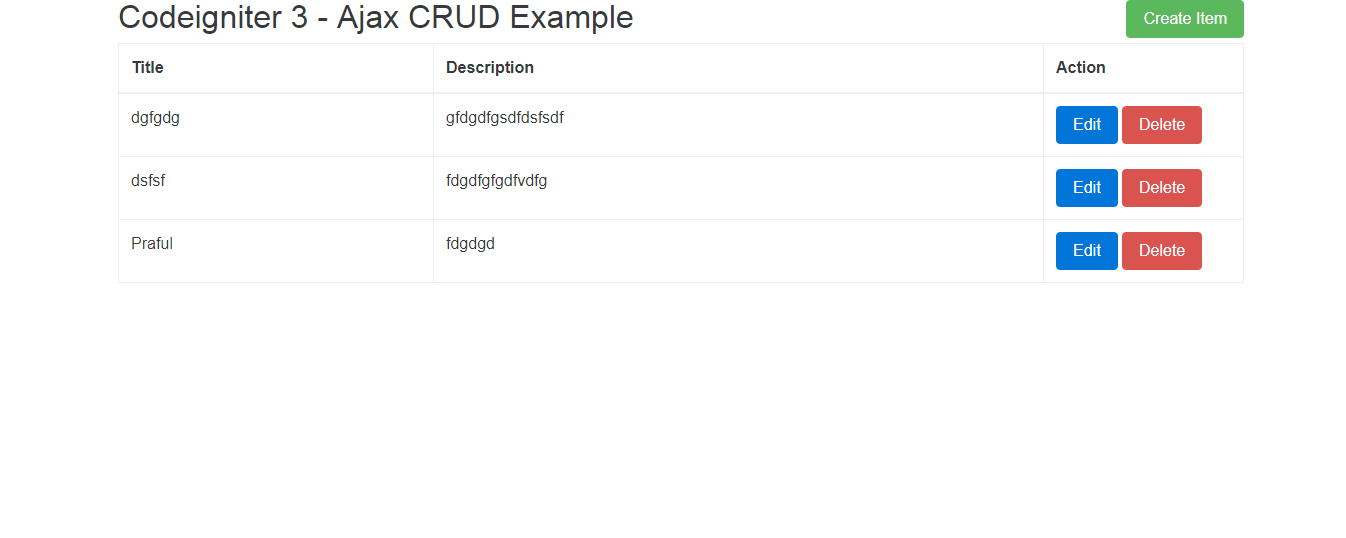 Codeigniter 3 - Ajax CRUD Example Create Item
Title Description Action
dgfgdg gfdgdfgsdfdsfsdf Edit Delete
dsfsf fdgdfgfgdfvdfg Edit Delete
Praful fdgdgd Edit Delete